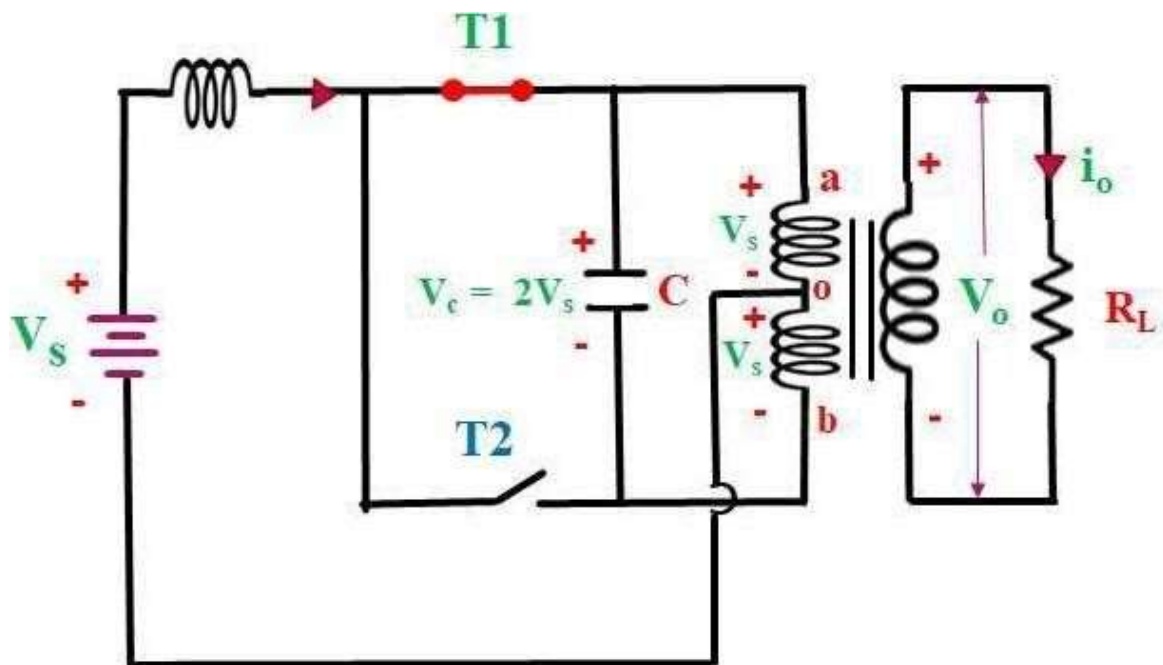 T1
+
a
+
V_s
-
o
+
V_s
-
b
+
V_c = 2V_s
C
-
+
V_s
-
T2
+
V_o
-
i_o
R_L